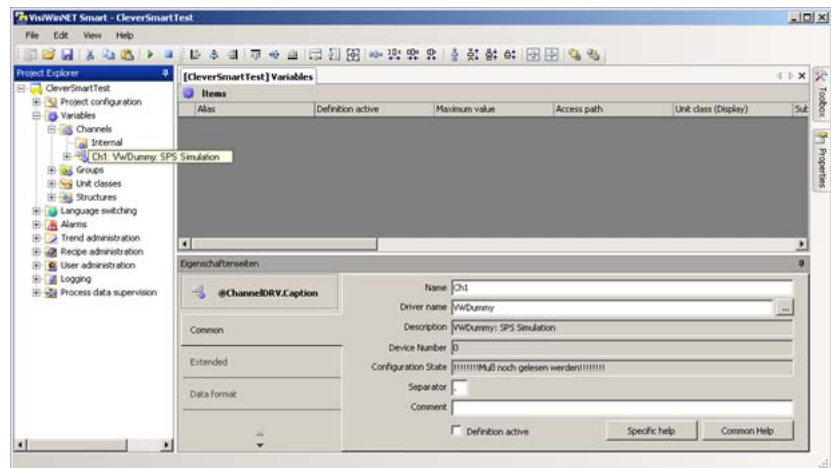 VisiWinNET Smart - CleverSmartTest
File Edit View Help
Project Explorer
CleverSmartTest
Project configuration
Variables
Channels
Internal
Ch1: VWDummy: SPS Simulation
Groups
Unit classes
Structures
Language switching
Alarms
Trend administration
Recipe administration
User administration
Logging
Process data supervision
[CleverSmartTest] Variables
Items
Alias Definition active Maximum value Access path Unit class (Display) Sub
Eigenschaftenseiten
@ChannelDRV.Caption
Common
Extended
Data format
Name Ch1
Driver name VWDummy ...
Description VWDummy: SPS Simulation
Device Number 0
Configuration State !!!!!!!!!Muß noch gelesen werden!!!!!!!!!
Separator .
Comment
Definition active Specific help Common Help
Toolbox
Properties